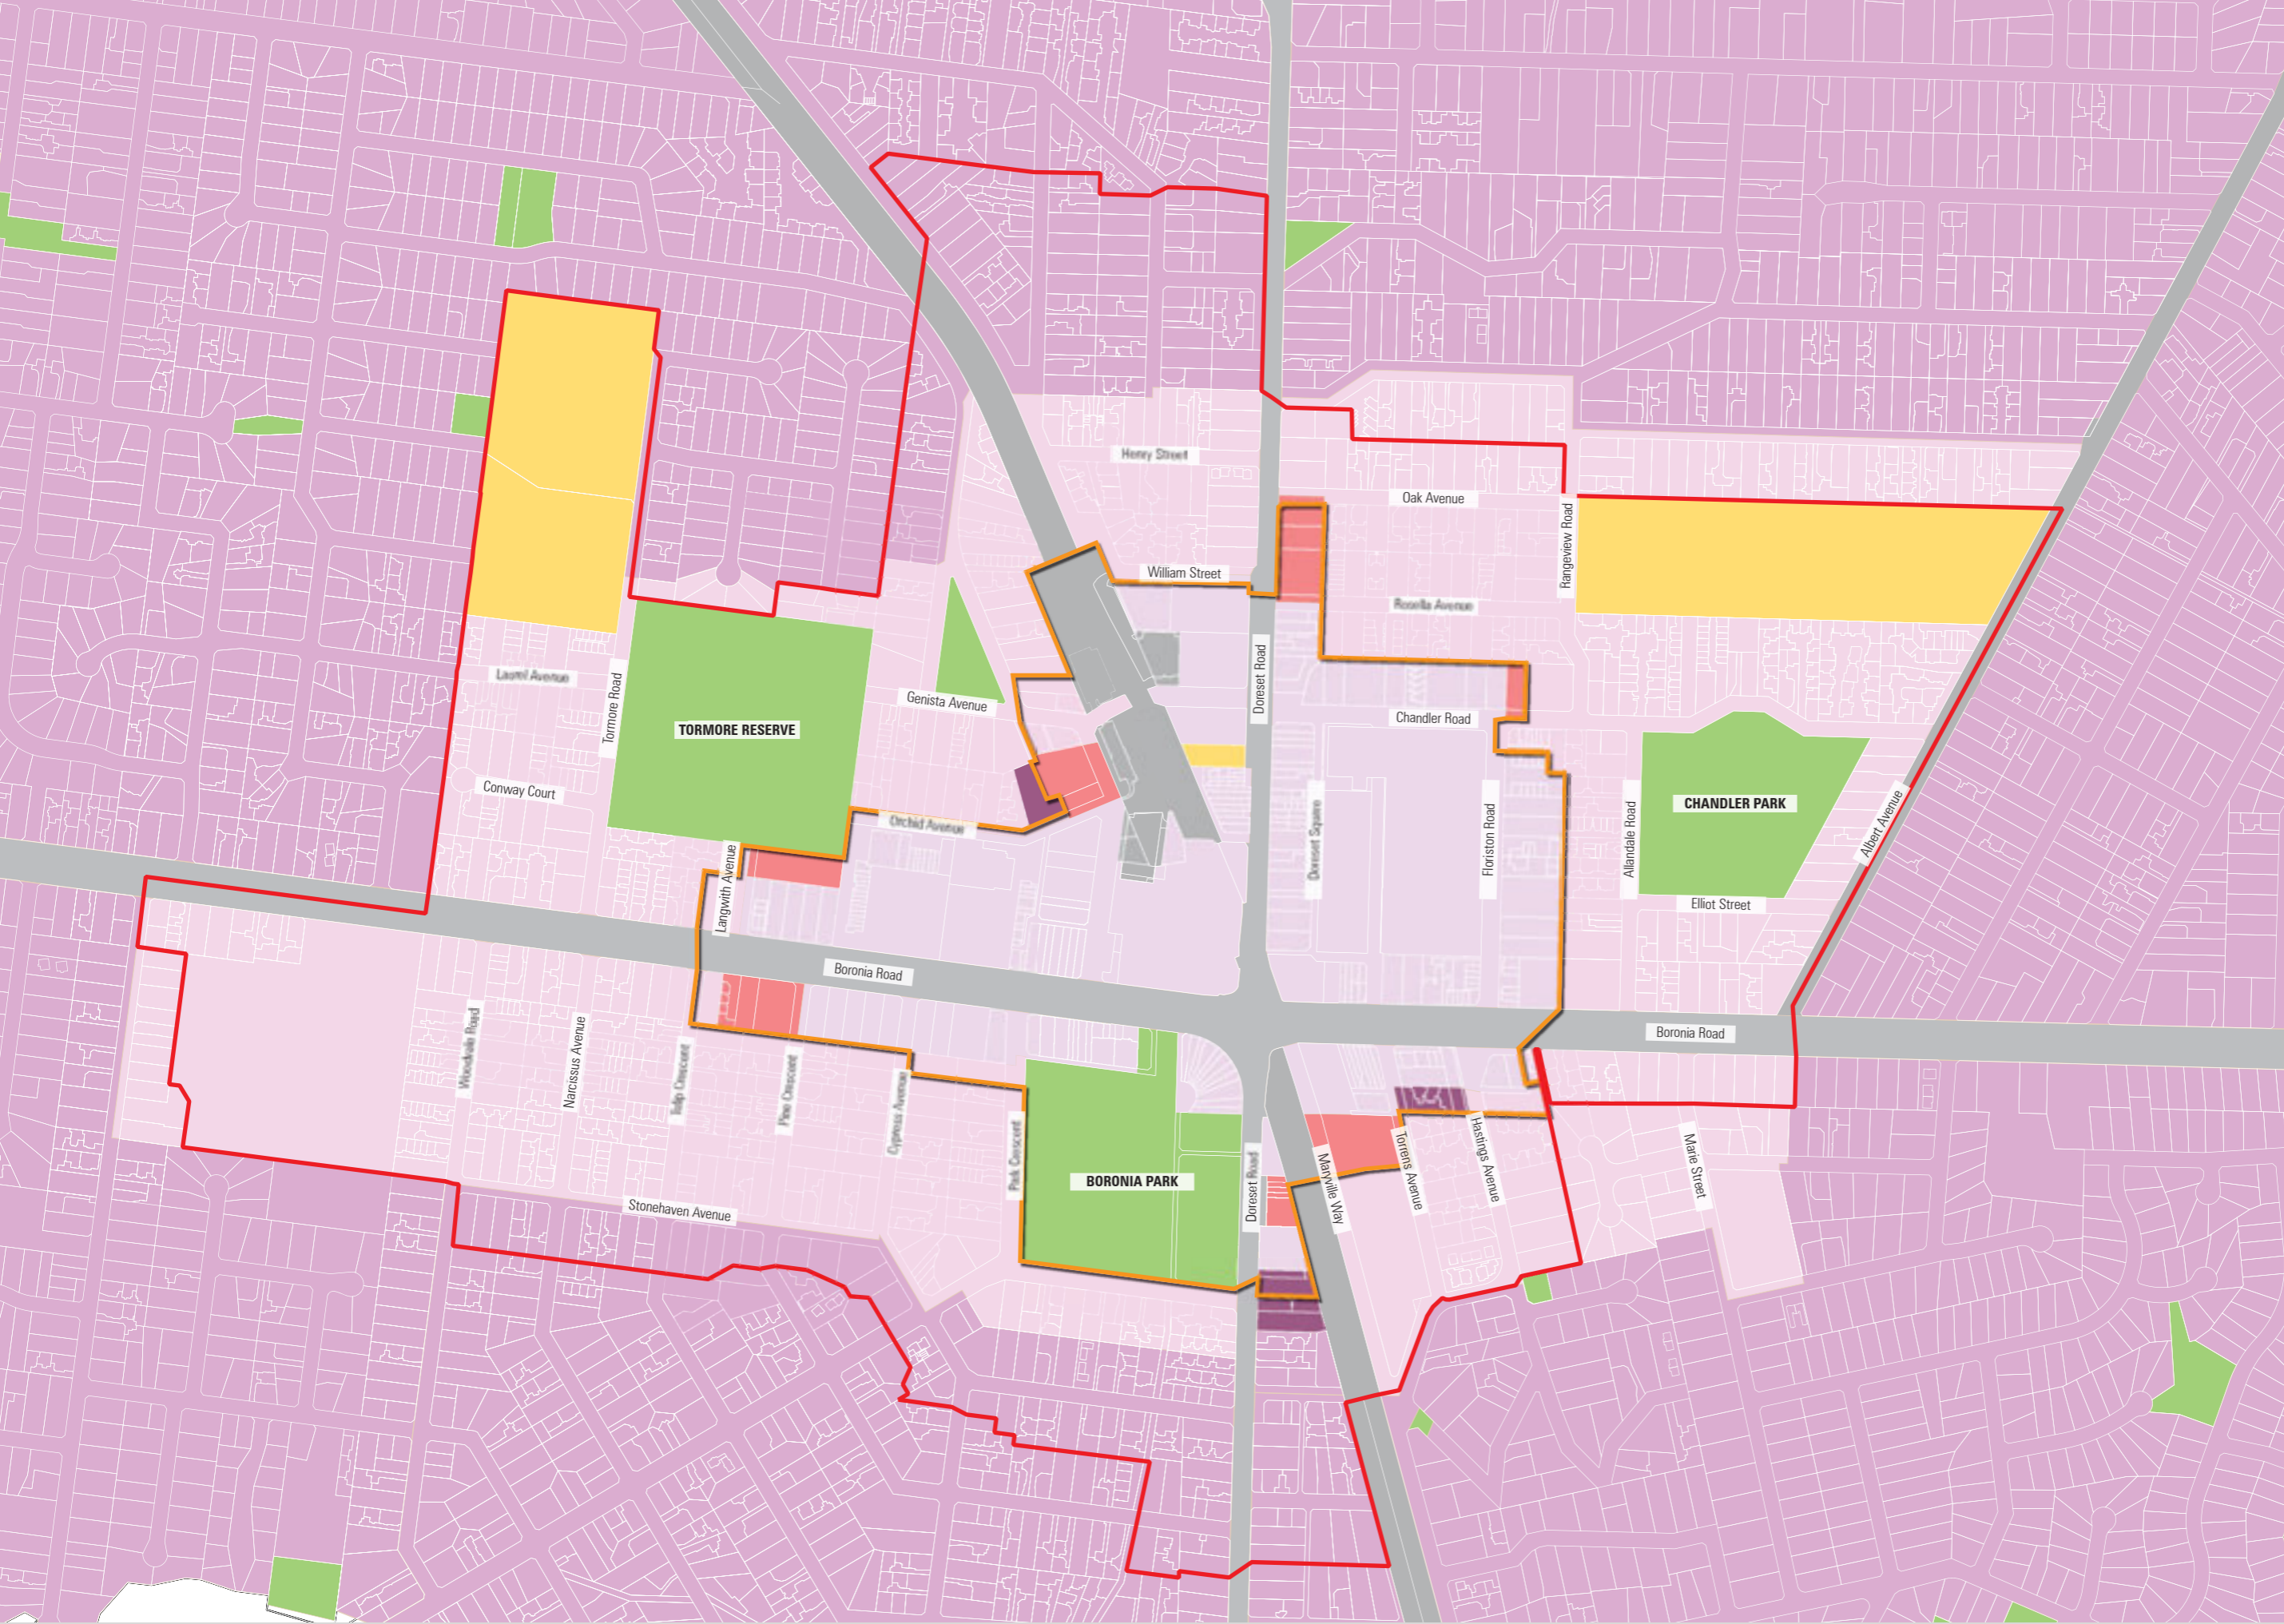 Henry Street
Oak Avenue
Rangeview Road
William Street
Rosella Avenue
Doreset Road
Laurel Avenue
Tormore Road
Genista Avenue
TORMORE RESERVE
Chandler Road
Conway Court
Orchid Avenue
Doreset Square
Floriston Road
Allandale Road
CHANDLER PARK
Albert Avenue
Langwith Avenue
Elliot Street
Boronia Road
Boronia Road
Woodvale Road
Narcissus Avenue
Tulip Crescent
Pine Crescent
Cypress Avenue
Park Crescent
BORONIA PARK
Doreset Road
Maryville Way
Torrens Avenue
Hastings Avenue
Marie Street
Stonehaven Avenue